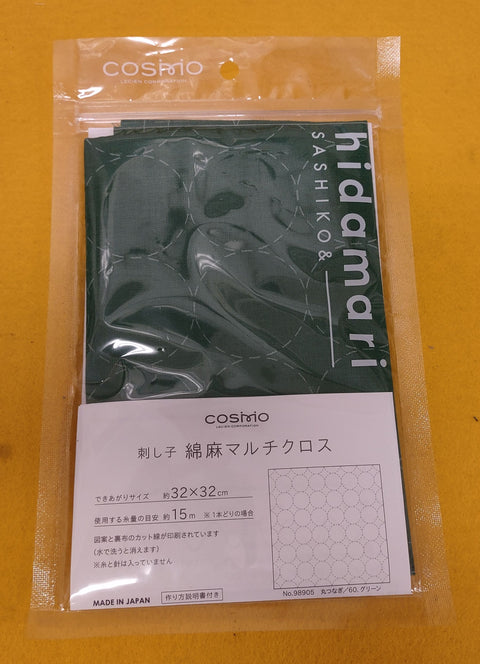 COSMO
LECIEN CORPORATION
hidamari
SASHIKO&
COSMO
LECIEN CORPORATION
刺し子 綿麻マルチクロス
できあがりサイズ 約32×32cm
使用する糸量の目安 約15m ※1本どりの場合
図案と裏布のカット線が印刷されています
(水で洗うと消えます)
※糸と針は入っていません
MADE IN JAPAN 作り方説明書付き
No.98905 丸つなぎ/60.グリーン